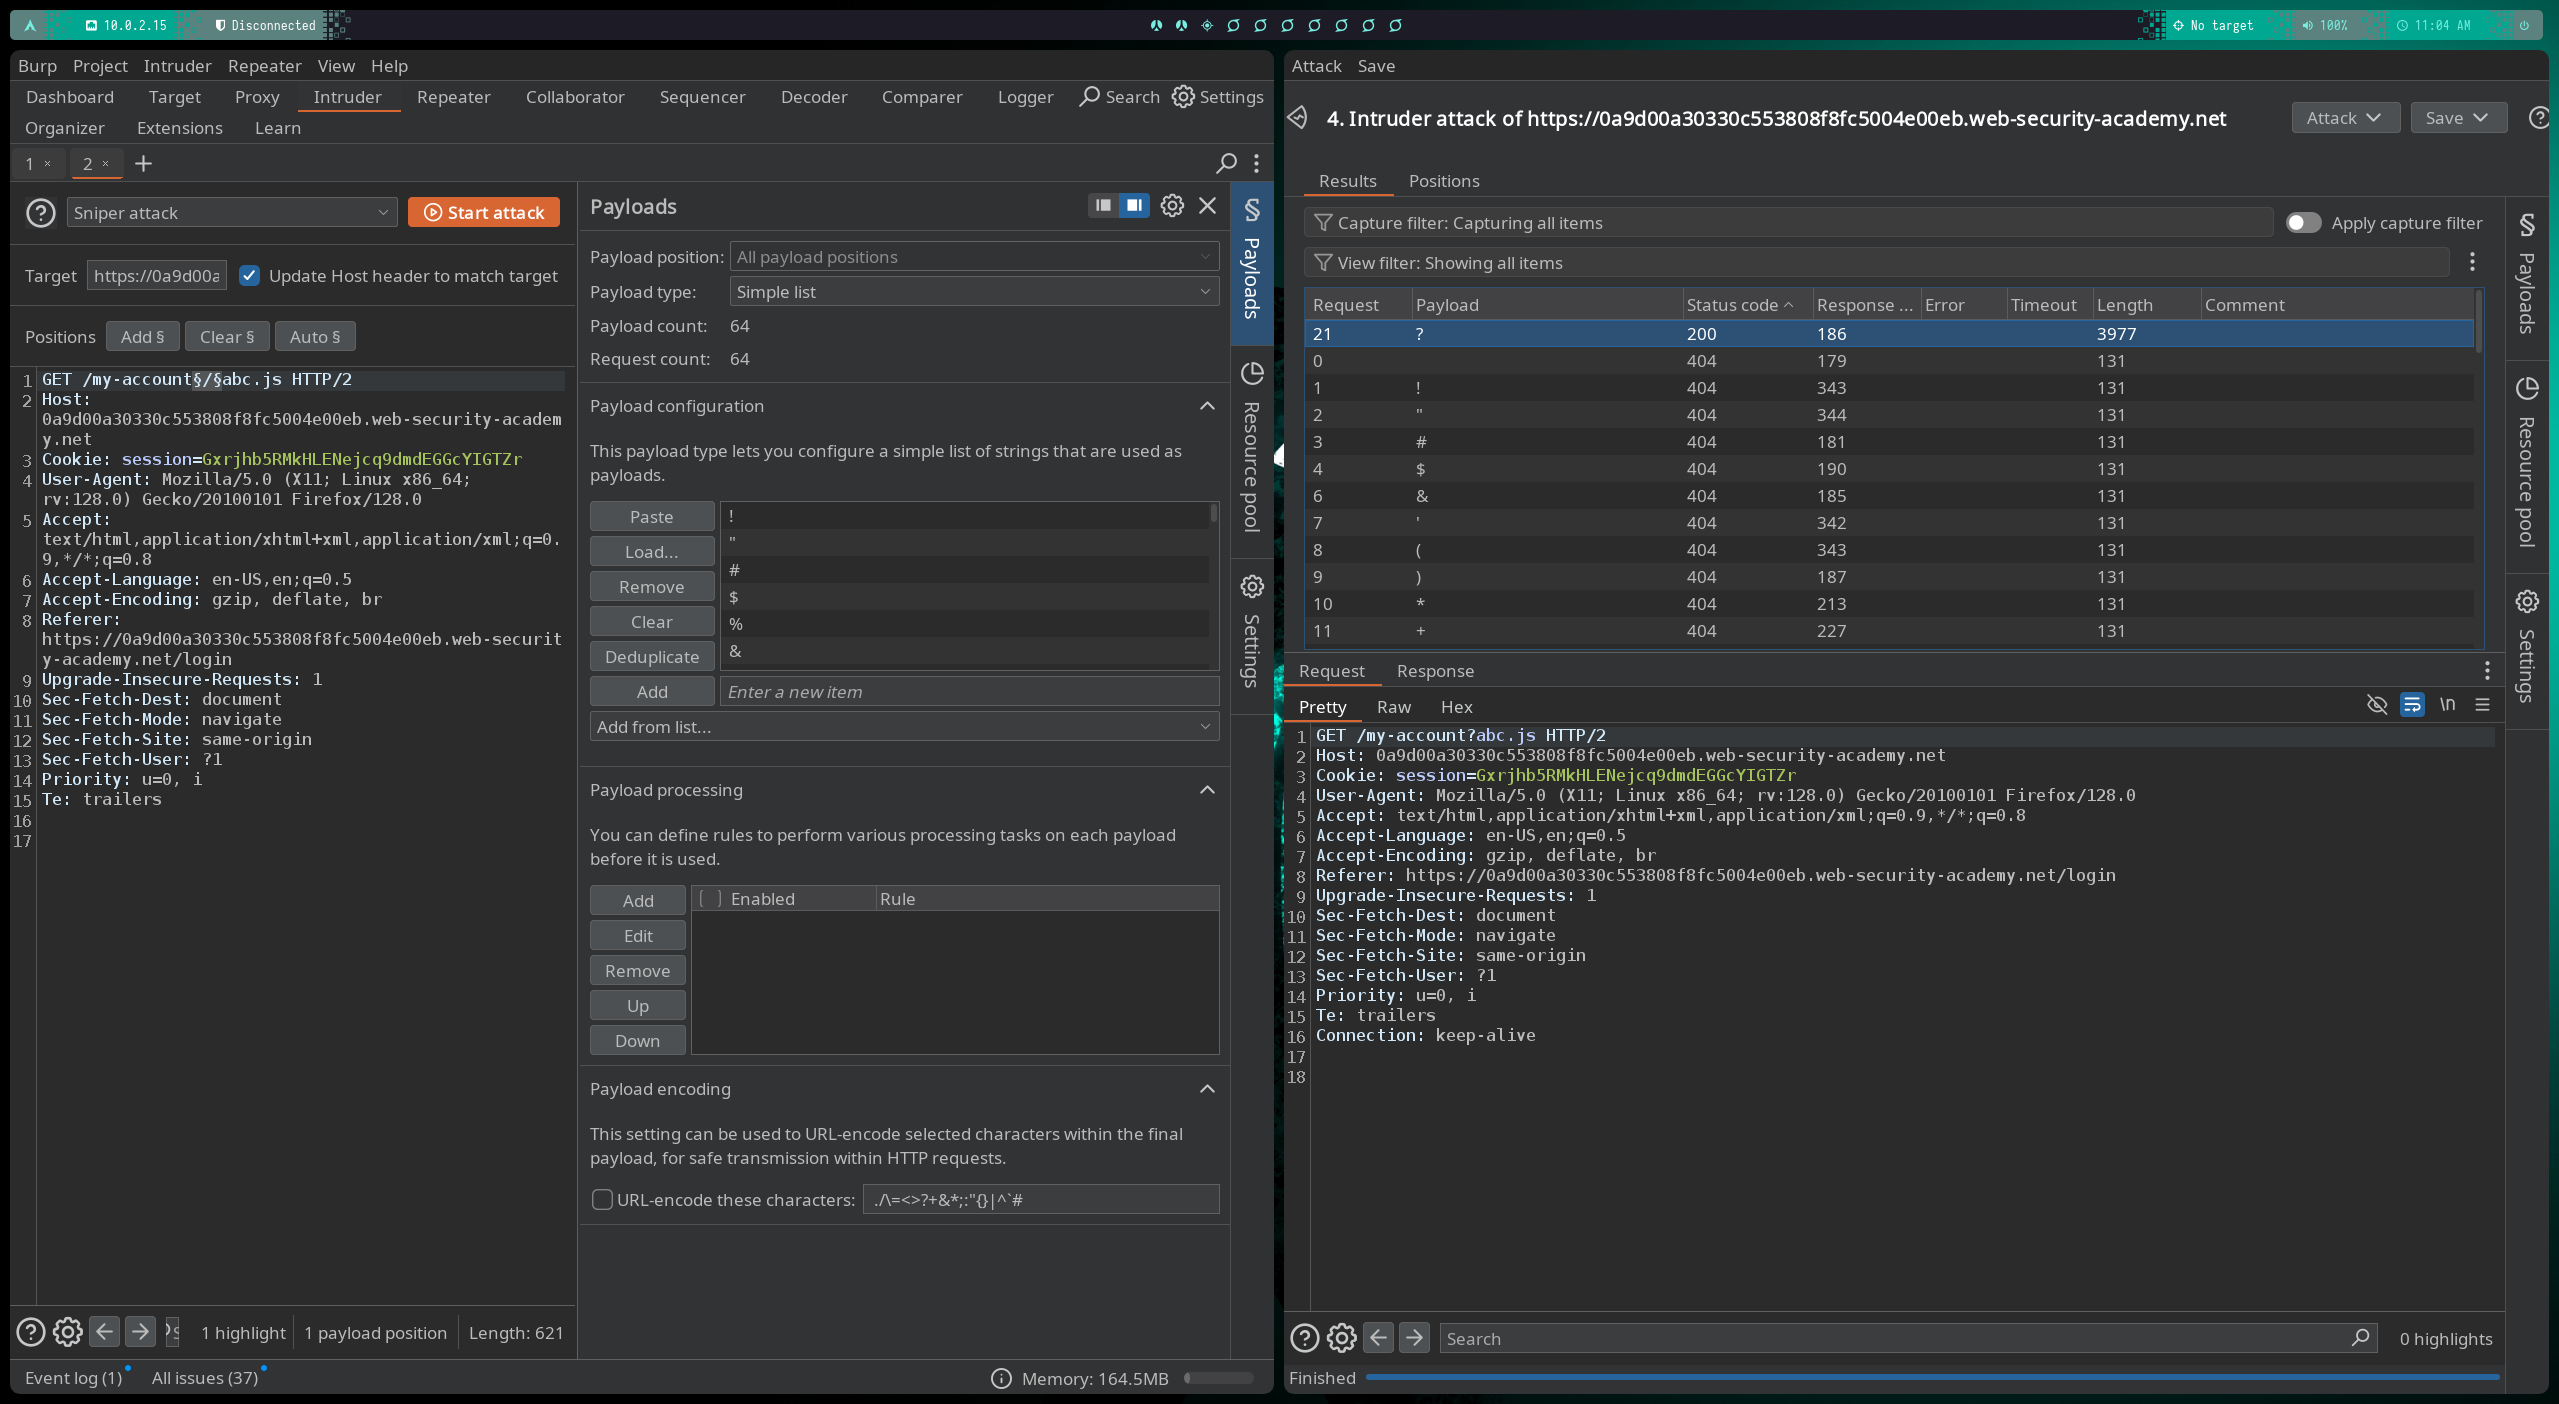 10.0.2.15
Disconnected
No target
100%
11:04 AM
Burp Project Intruder Repeater View Help
Dashboard Target Proxy Intruder Repeater Collaborator Sequencer Decoder Comparer Logger Search Settings
Organizer Extensions Learn
1 × 2 × +
Sniper attack
Start attack
Target https://0a9d00a Update Host header to match target
Positions Add § Clear § Auto §
1 GET /my-account§/§abc.js HTTP/2
2 Host:
0a9d00a30330c553808f8fc5004e00eb.web-security-academ
y.net
3 Cookie: session=Gxrjhb5RMkHLENejcq9dmdEGGcYIGTZr
4 User-Agent: Mozilla/5.0 (X11; Linux x86_64;
rv:128.0) Gecko/20100101 Firefox/128.0
5 Accept:
text/html,application/xhtml+xml,application/xml;q=0.
9,*/*;q=0.8
6 Accept-Language: en-US,en;q=0.5
7 Accept-Encoding: gzip, deflate, br
8 Referer:
https://0a9d00a30330c553808f8fc5004e00eb.web-securit
y-academy.net/login
9 Upgrade-Insecure-Requests: 1
10 Sec-Fetch-Dest: document
11 Sec-Fetch-Mode: navigate
12 Sec-Fetch-Site: same-origin
13 Sec-Fetch-User: ?1
14 Priority: u=0, i
15 Te: trailers
16
17
1 highlight 1 payload position Length: 621
Payloads
Payload position: All payload positions
Payload type: Simple list
Payload count: 64
Request count: 64
Payload configuration
This payload type lets you configure a simple list of strings that are used as
payloads.
Paste
Load...
Remove
Clear
Deduplicate
!
"
#
$
%
&
Add Enter a new item
Add from list...
Payload processing
You can define rules to perform various processing tasks on each payload
before it is used.
Add
Edit
Remove
Up
Down
Enabled Rule
Payload encoding
This setting can be used to URL-encode selected characters within the final
payload, for safe transmission within HTTP requests.
URL-encode these characters: ./\=<>?+&*;:"{}|^`#
§ Payloads
Resource pool
Settings
Event log (1) All issues (37)
Memory: 164.5MB
Attack Save
4. Intruder attack of https://0a9d00a30330c553808f8fc5004e00eb.web-security-academy.net
Attack Save
Results Positions
Capture filter: Capturing all items
Apply capture filter
View filter: Showing all items
Request Payload Status code Response ... Error Timeout Length Comment
21 ? 200 186 3977
0 404 179 131
1 ! 404 343 131
2 " 404 344 131
3 # 404 181 131
4 $ 404 190 131
6 & 404 185 131
7 ' 404 342 131
8 ( 404 343 131
9 ) 404 187 131
10 * 404 213 131
11 + 404 227 131
Request Response
Pretty Raw Hex
\n
1 GET /my-account?abc.js HTTP/2
2 Host: 0a9d00a30330c553808f8fc5004e00eb.web-security-academy.net
3 Cookie: session=Gxrjhb5RMkHLENejcq9dmdEGGcYIGTZr
4 User-Agent: Mozilla/5.0 (X11; Linux x86_64; rv:128.0) Gecko/20100101 Firefox/128.0
5 Accept: text/html,application/xhtml+xml,application/xml;q=0.9,*/*;q=0.8
6 Accept-Language: en-US,en;q=0.5
7 Accept-Encoding: gzip, deflate, br
8 Referer: https://0a9d00a30330c553808f8fc5004e00eb.web-security-academy.net/login
9 Upgrade-Insecure-Requests: 1
10 Sec-Fetch-Dest: document
11 Sec-Fetch-Mode: navigate
12 Sec-Fetch-Site: same-origin
13 Sec-Fetch-User: ?1
14 Priority: u=0, i
15 Te: trailers
16 Connection: keep-alive
17
18
Search
0 highlights
Finished
§ Payloads
Resource pool
Settings